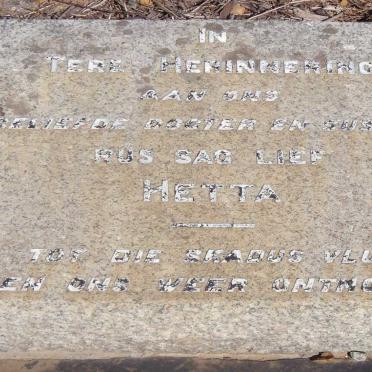 IN
TERE HERINNERING
AAN ONS
GELIEFDE DOGTER EN SUS
RUS SAG LIEF
HETTA
TOT DIE SKADUS VLU
EN ONS WEER ONTMO